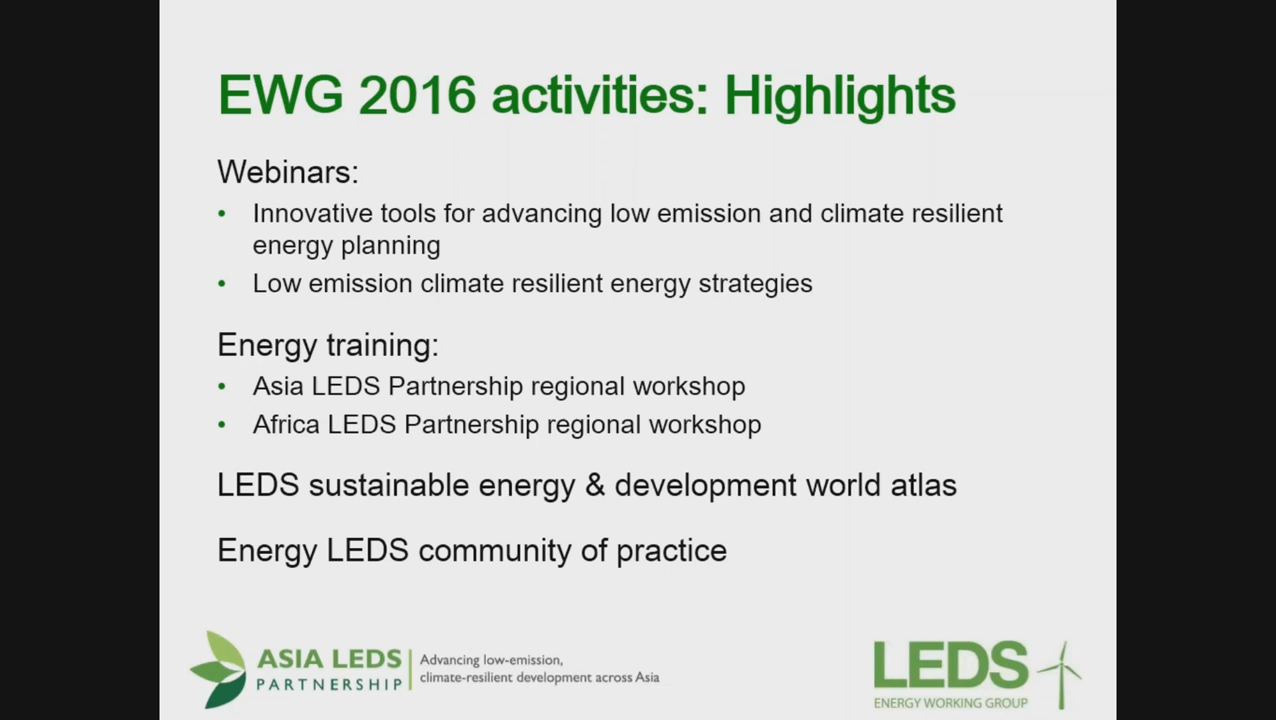 EWG 2016 activities: Highlights
Webinars:
• Innovative tools for advancing low emission and climate resilient
energy planning
• Low emission climate resilient energy strategies
Energy training:
• Asia LEDS Partnership regional workshop
• Africa LEDS Partnership regional workshop
LEDS sustainable energy & development world atlas
Energy LEDS community of practice
ASIA LEDS
PARTNERSHIP
Advancing low-emission,
climate-resilient development across Asia
LEDS
ENERGY WORKING GROUP